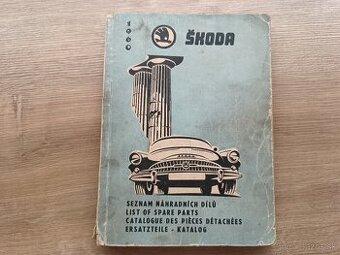 1960
ŠKODA
SEZNAM NÁHRADNÍCH DÍLŮ
LIST OF SPARE PARTS
CATALOGUE DES PIÈCES DÉTACHÉES
ERSATZTEILE - KATALOG